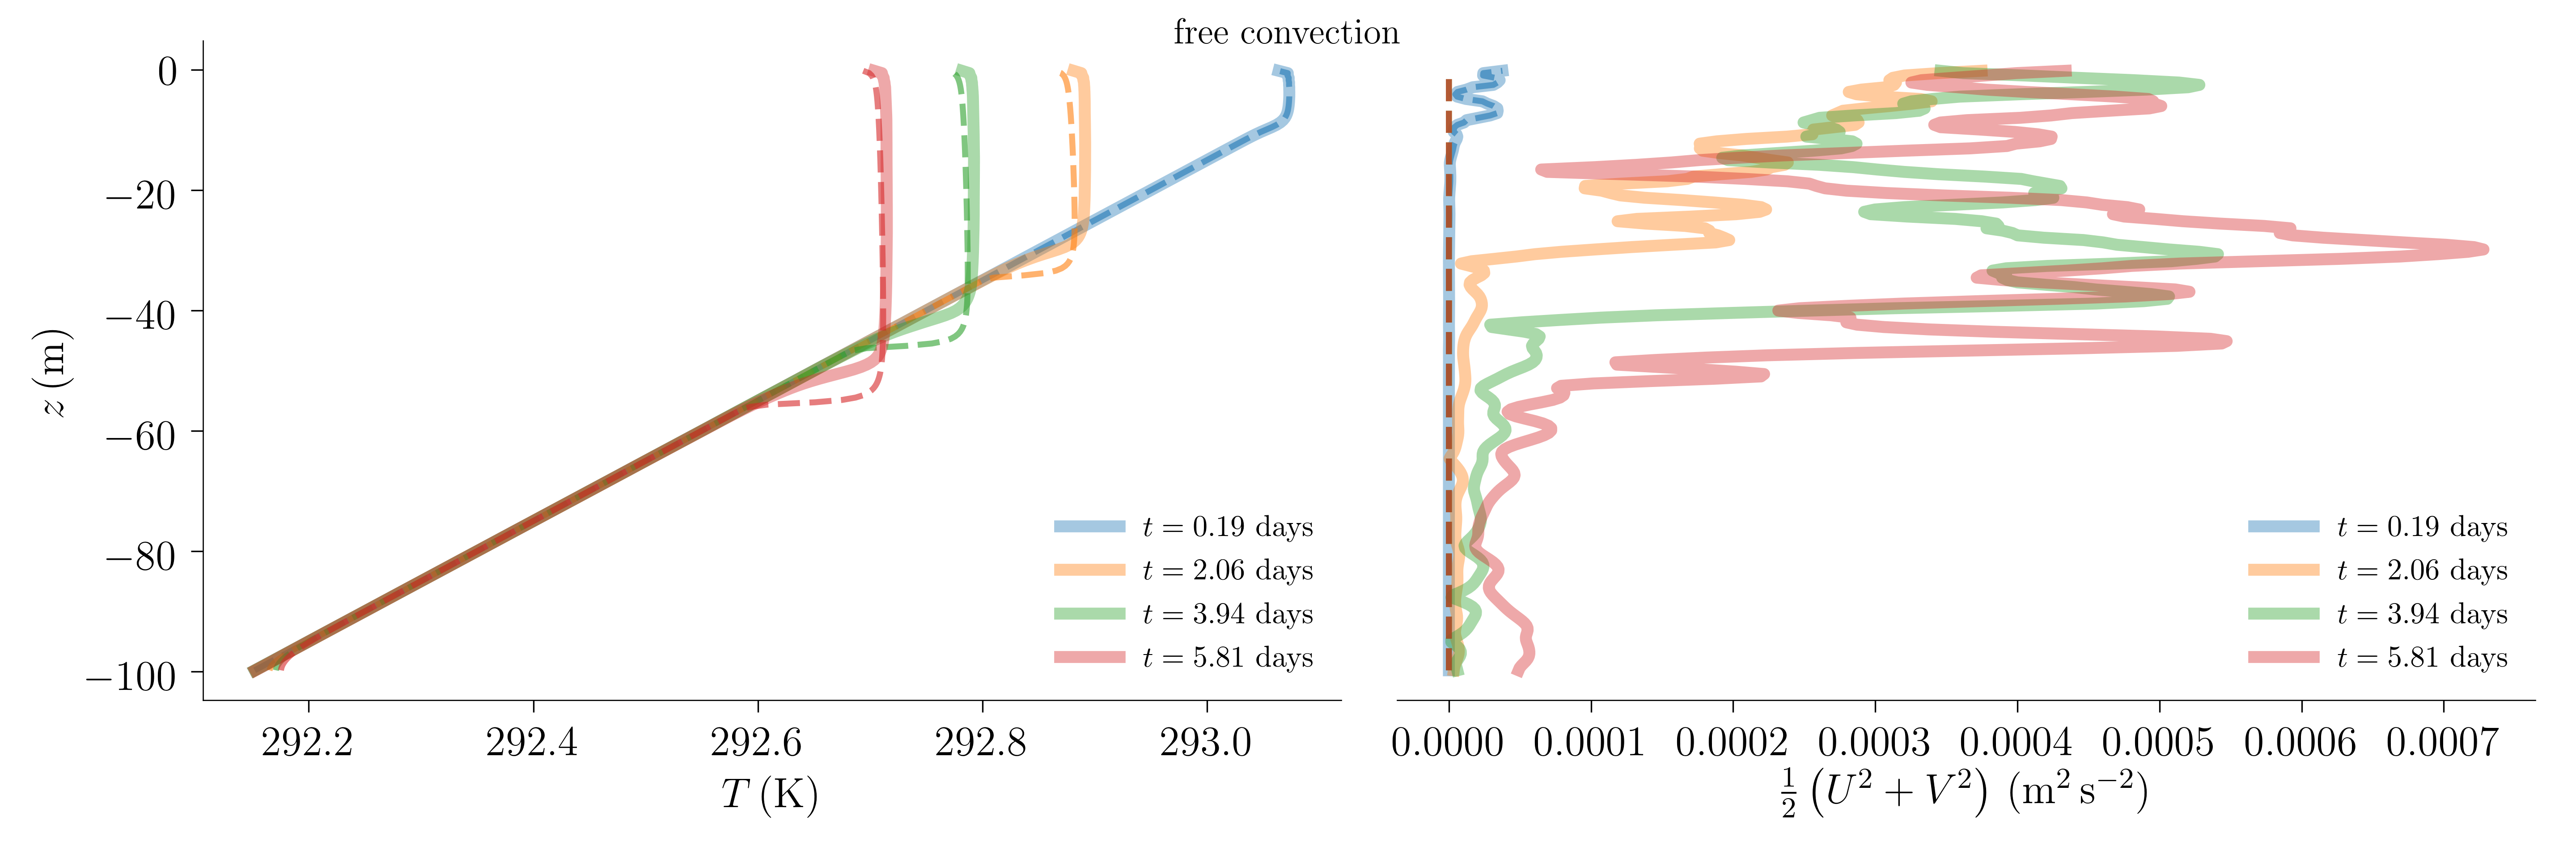 free convection
0
−20
−40
−60
−80
−100
z (m)
292.2 292.4 292.6 292.8 293.0
T (K)
t = 0.19 days
t = 2.06 days
t = 3.94 days
t = 5.81 days
0.0000 0.0001 0.0002 0.0003 0.0004 0.0005 0.0006 0.0007
½ (U² + V²) (m² s⁻²)
t = 0.19 days
t = 2.06 days
t = 3.94 days
t = 5.81 days